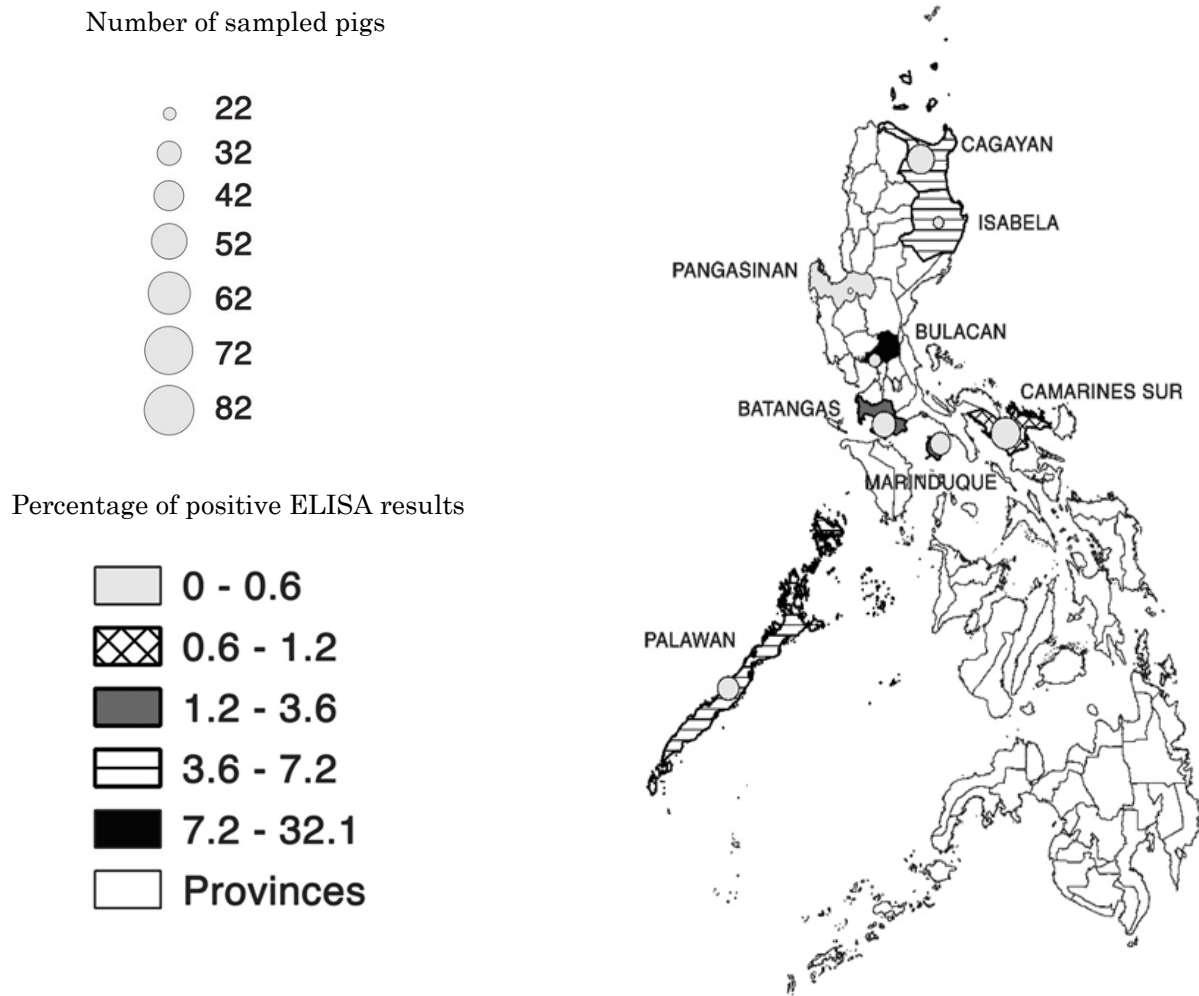 Number of sampled pigs
22
32
42
52
62
72
82
Percentage of positive ELISA results
0 - 0.6
0.6 - 1.2
1.2 - 3.6
3.6 - 7.2
7.2 - 32.1
Provinces
CAGAYAN
ISABELA
PANGASINAN
BULACAN
CAMARINES SUR
BATANGAS
MARINDUQUE
PALAWAN